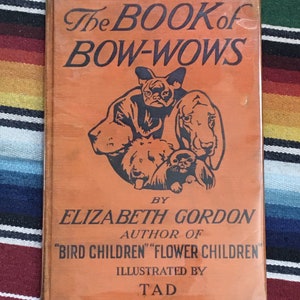 The BOOK of
BOW-WOWS
BY
ELIZABETH GORDON
AUTHOR OF
"BIRD CHILDREN" "FLOWER CHILDREN"
ILLUSTRATED BY
TAD